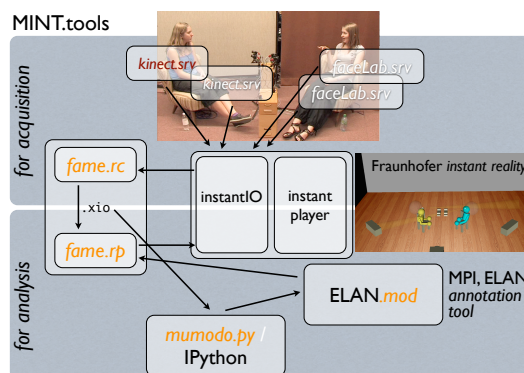 MINT.tools
for acquisition
kinect.srv
kinect.srv
faceLab.srv
faceLab.srv
fame.rc
instantIO
instant
player
Fraunhofer instant reality
.xio
fame.rp
for analysis
ELAN.mod
MPI, ELAN
annotation
tool
mumodo.py /
IPython